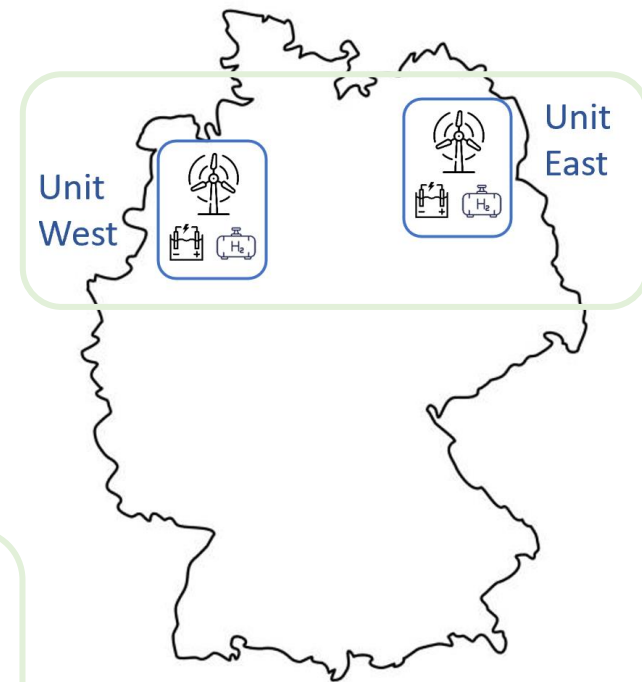 Unit
West
Unit
East
- +
H₂
- +
H₂